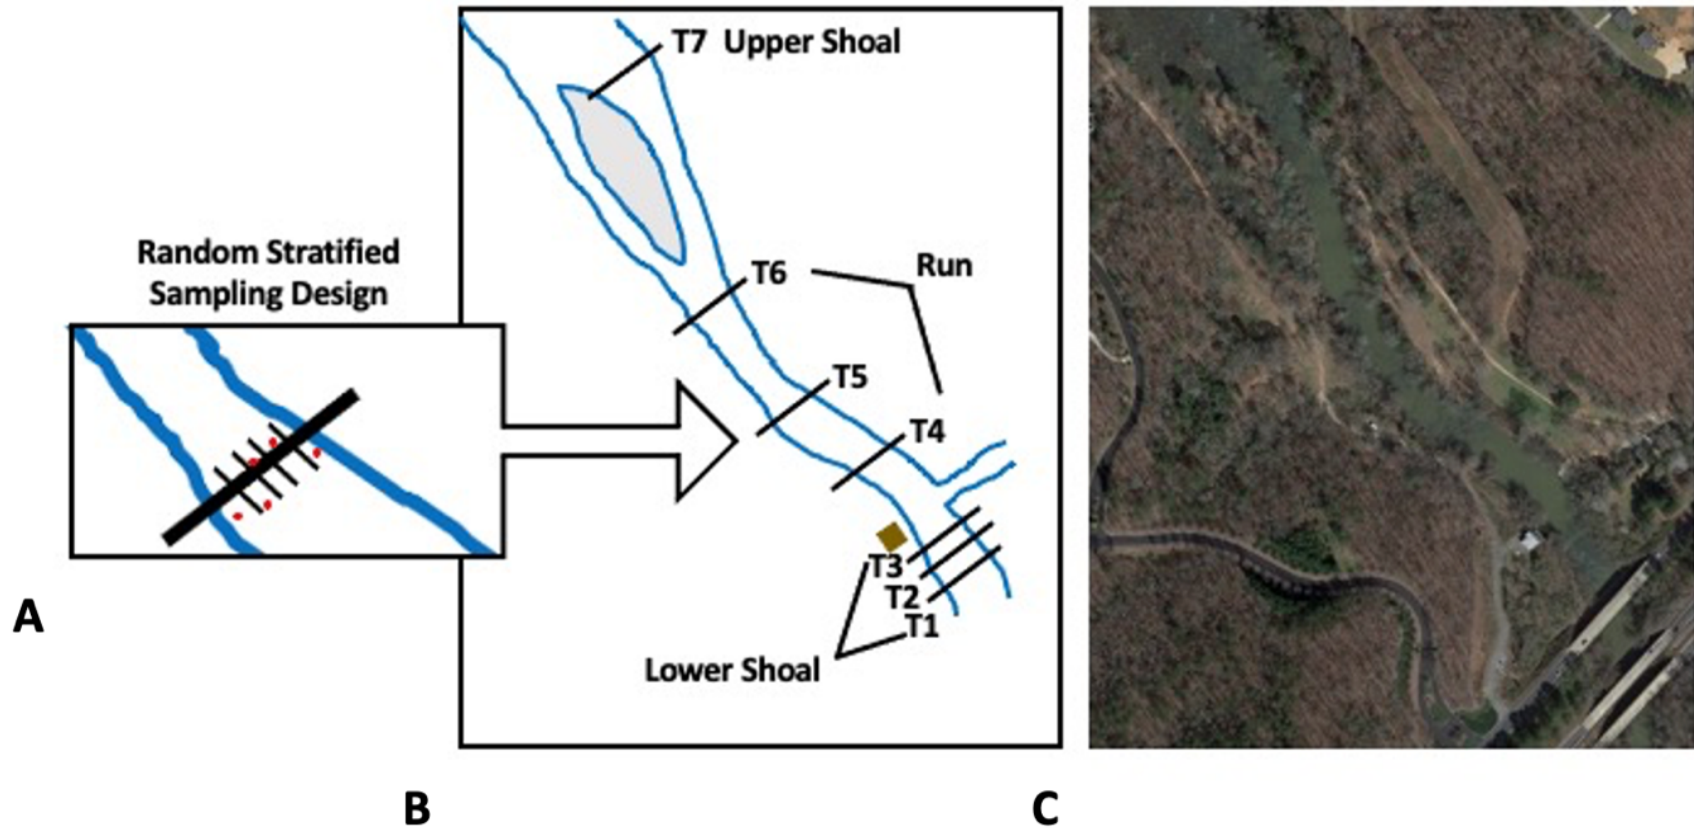 T7 Upper Shoal
Random Stratified
Sampling Design
T6
Run
T5
T4
T3
T2
T1
Lower Shoal
A
B
C